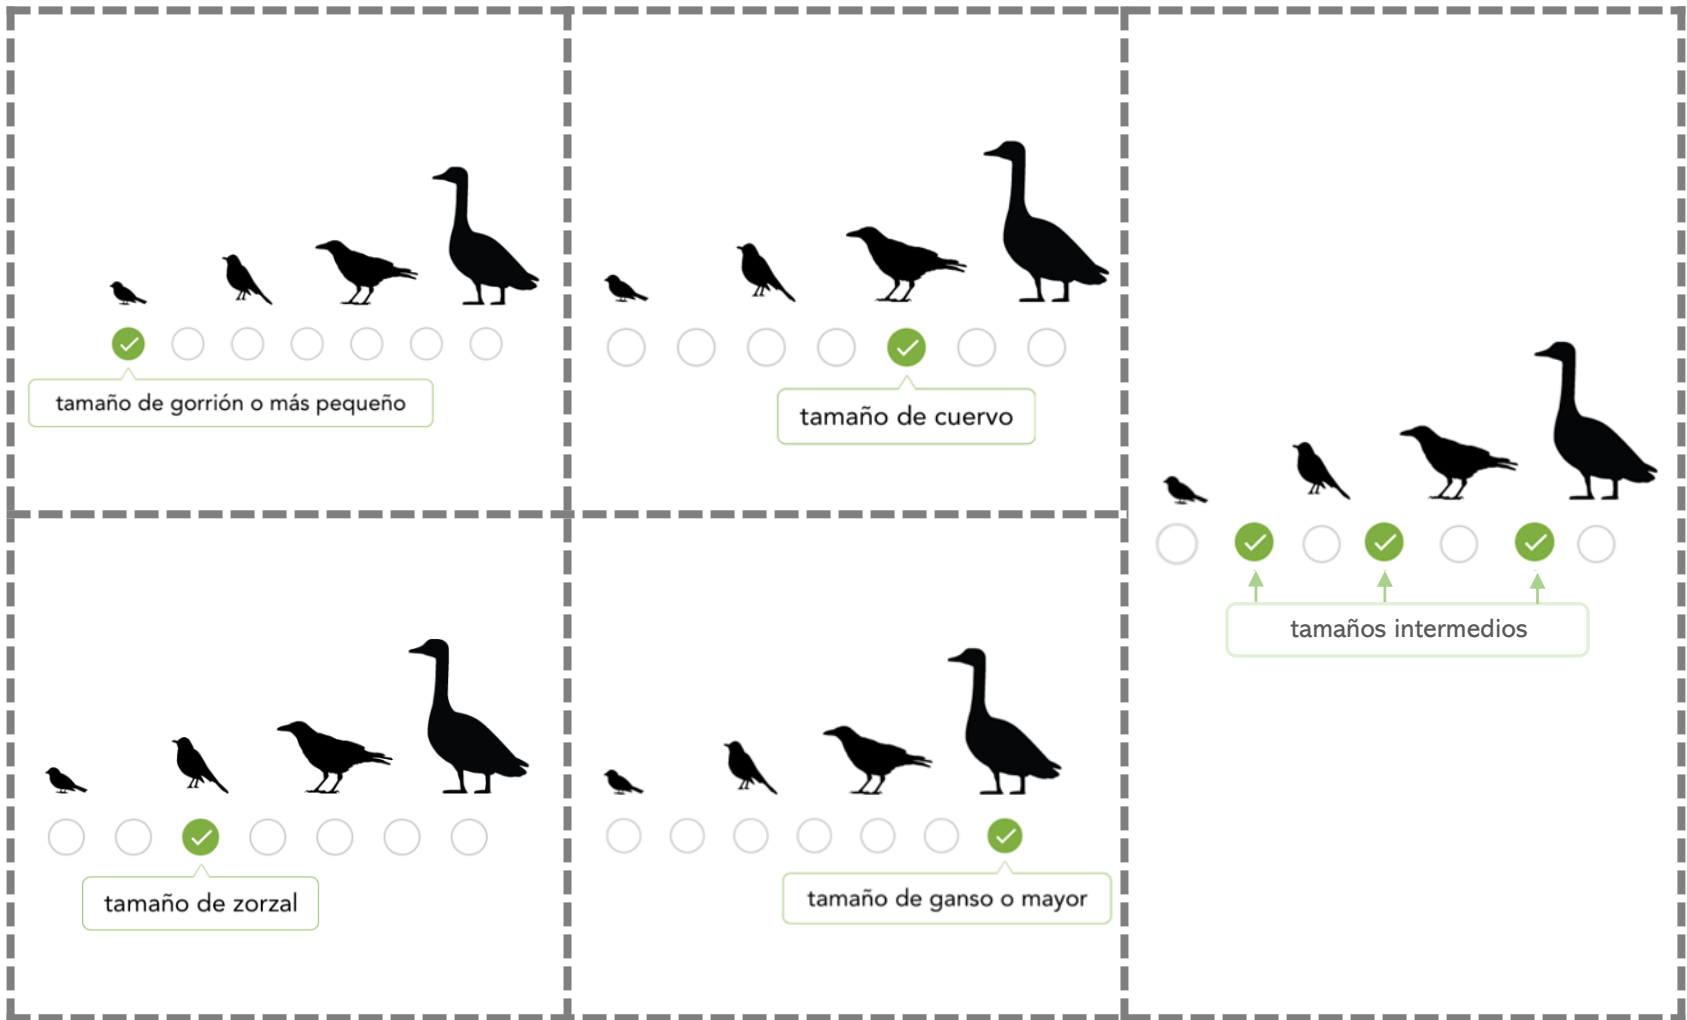 tamaño de gorrión o más pequeño
tamaño de cuervo
tamaños intermedios
tamaño de zorzal
tamaño de ganso o mayor